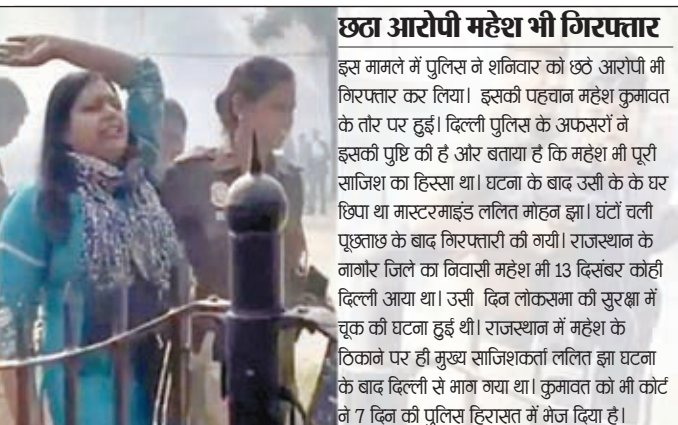 छठा आरोपी महेश भी गिरफ्तार
इस मामले में पुलिस ने शनिवार को छठे आरोपी भी
गिरफ्तार कर लिया। इसकी पहचान महेश कुमावत
के तौर पर हुई। दिल्ली पुलिस के अफसरों ने
इसकी पुष्टि की है और बताया है कि महेश भी पूरी
साजिश का हिस्सा था। घटना के बाद उसी के के घर
छिपा था मास्टरमाइंड ललित मोहन झा। घंटों चली
पूछताछ के बाद गिरफ्तारी की गयी। राजस्थान के
नागौर जिले का निवासी महेश भी 13 दिसंबर कोही
दिल्ली आया था। उसी दिन लोकसभा की सुरक्षा में
चूक की घटना हुई थी। राजस्थान में महेश के
ठिकाने पर ही मुख्य साजिशकर्ता ललित झा घटना
के बाद दिल्ली से भाग गया था। कुमावत को भी कोर्ट
ने 7 दिन की पुलिस हिरासत में भेज दिया है।